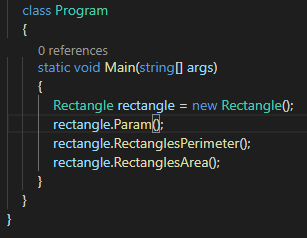 class Program
{
0 references
static void Main(string[] args)
{
Rectangle rectangle = new Rectangle();
rectangle.Param();
rectangle.RectanglesPerimeter();
rectangle.RectanglesArea();
}
}
}